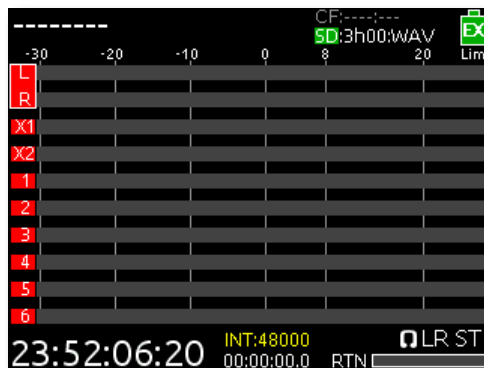 --------
CF:----:---
SD:3h00:WAV
EX
-30 -20 -10 0 8 20 Lim
L
R
X1
X2
1
2
3
4
5
6
23:52:06:20
INT:48000
00:00:00.0
LR ST
RTN